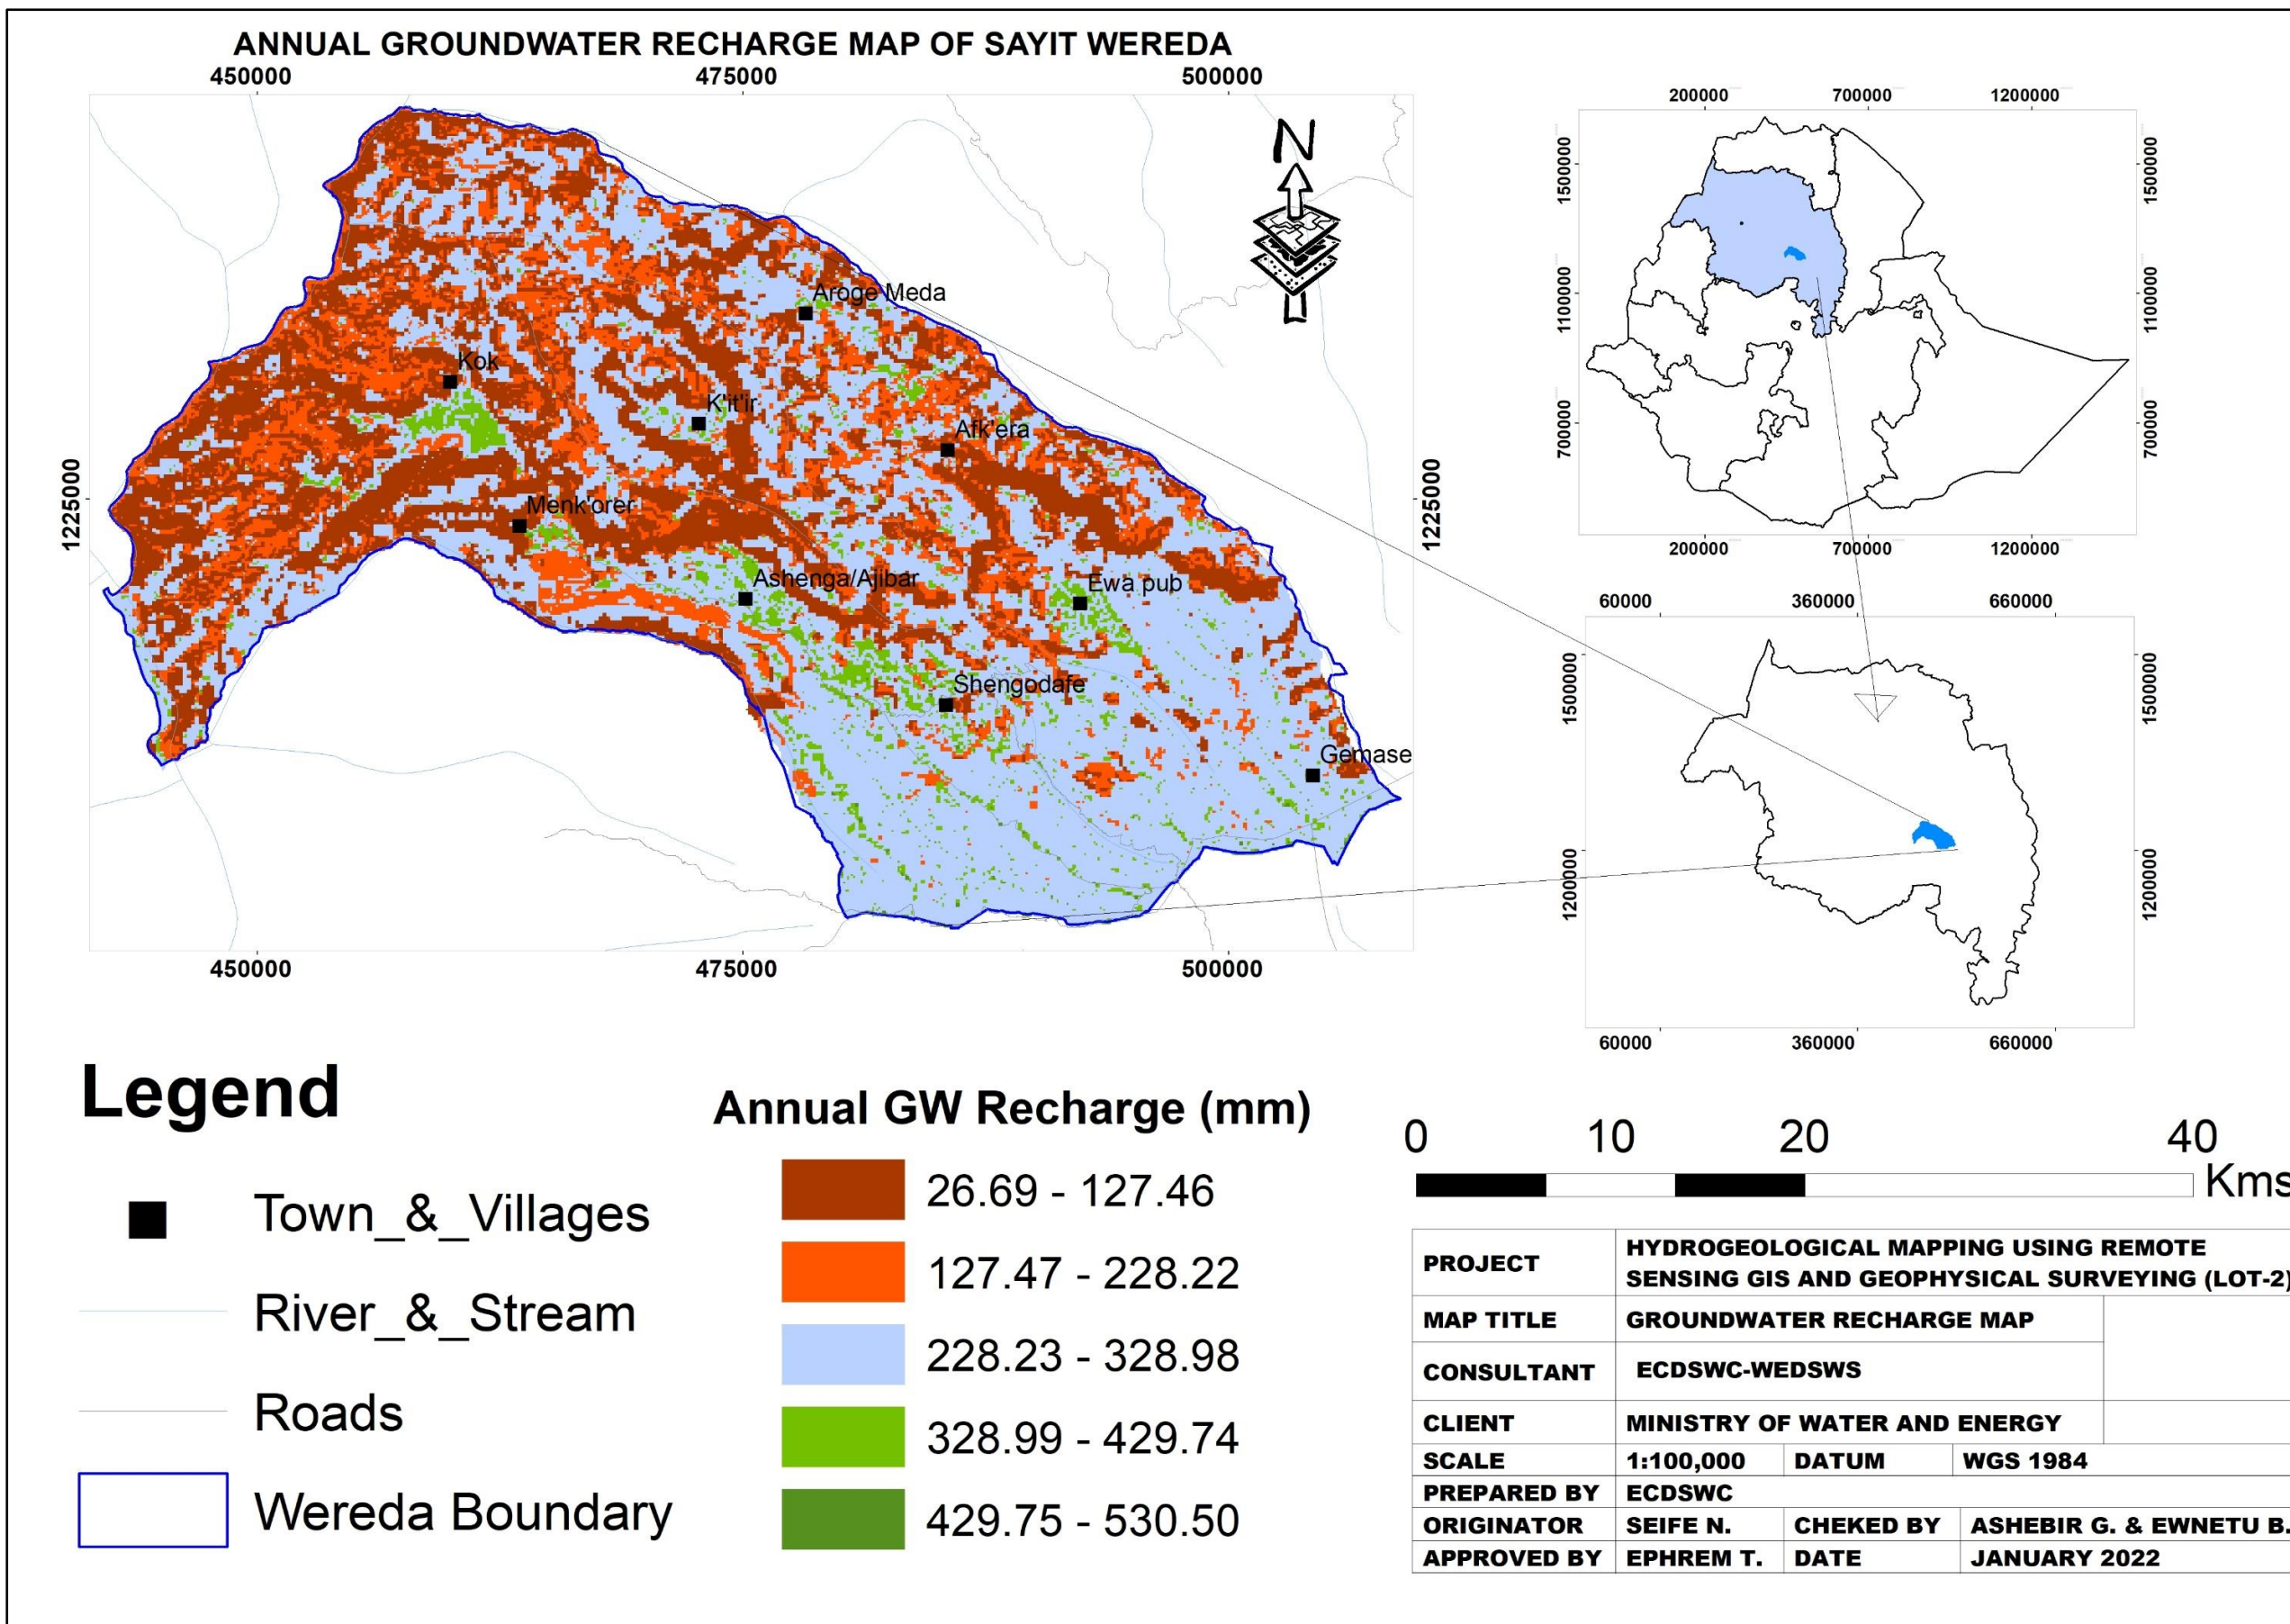 ANNUAL GROUNDWATER RECHARGE MAP OF SAYIT WEREDA
450000 475000 500000
1225000
1225000
450000 475000 500000
N
Aroge Meda
Kok
K'it'ir
Afk'era
Menk'orer
Ashenga/Ajibar
Ewa pub
Shengodafe
Gemase
200000 700000 1200000
1500000 1500000
1100000 1100000
700000 700000
200000 700000 1200000
60000 360000 660000
1500000 1500000
1200000 1200000
60000 360000 660000
Legend
Town_&_Villages
River_&_Stream
Roads
Wereda Boundary
Annual GW Recharge (mm)
26.69 - 127.46
127.47 - 228.22
228.23 - 328.98
328.99 - 429.74
429.75 - 530.50
0 10 20 40
Kms
PROJECT HYDROGEOLOGICAL MAPPING USING REMOTE
SENSING GIS AND GEOPHYSICAL SURVEYING (LOT-2)
MAP TITLE GROUNDWATER RECHARGE MAP
CONSULTANT ECDSWC-WEDSWS
CLIENT MINISTRY OF WATER AND ENERGY
SCALE 1:100,000 DATUM WGS 1984
PREPARED BY ECDSWC
ORIGINATOR SEIFE N. CHEKED BY ASHEBIR G. & EWNETU B.
APPROVED BY EPHREM T. DATE JANUARY 2022